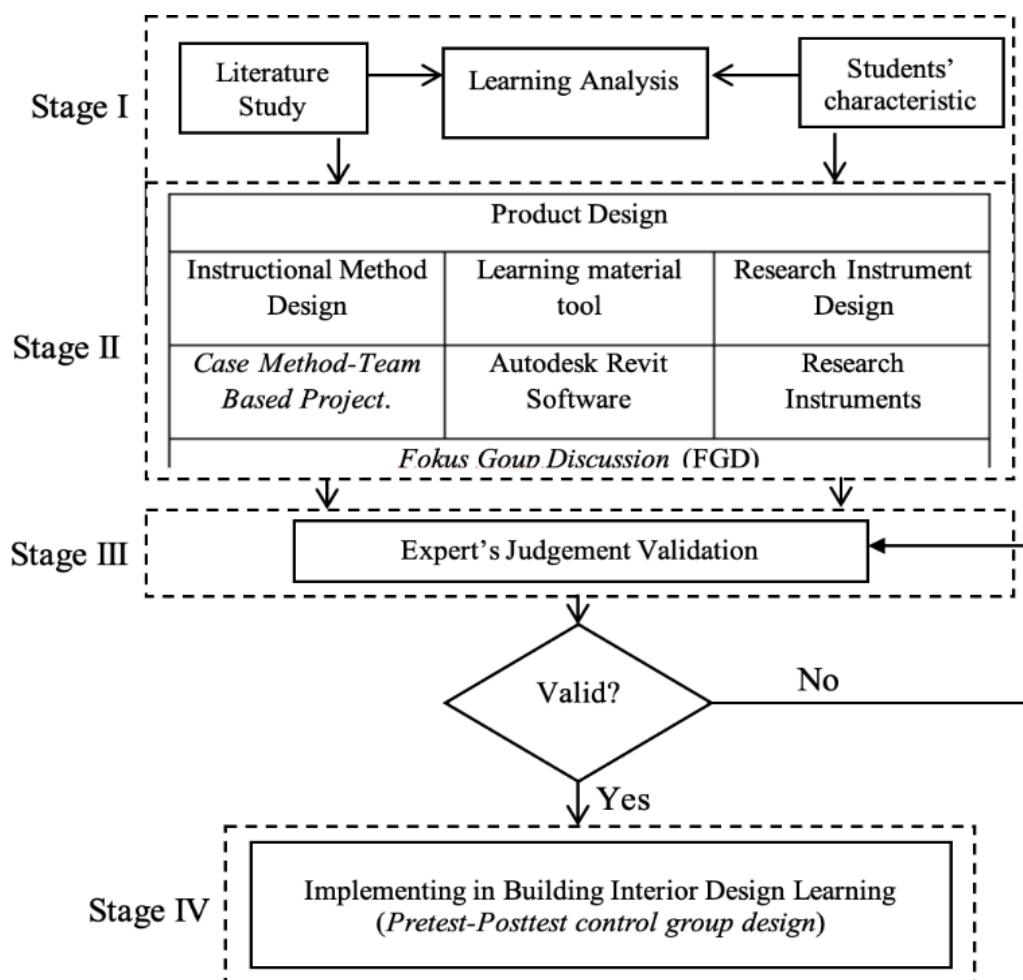 Stage I
Literature
Study
Learning Analysis
Students’
characteristic
Stage II
Product Design
Instructional Method
Design
Learning material
tool
Research Instrument
Design
Case Method-Team
Based Project.
Autodesk Revit
Software
Research
Instruments
Fokus Goup Discussion (FGD)
Stage III
Expert’s Judgement Validation
Valid?
No
Yes
Stage IV
Implementing in Building Interior Design Learning
(Pretest-Posttest control group design)